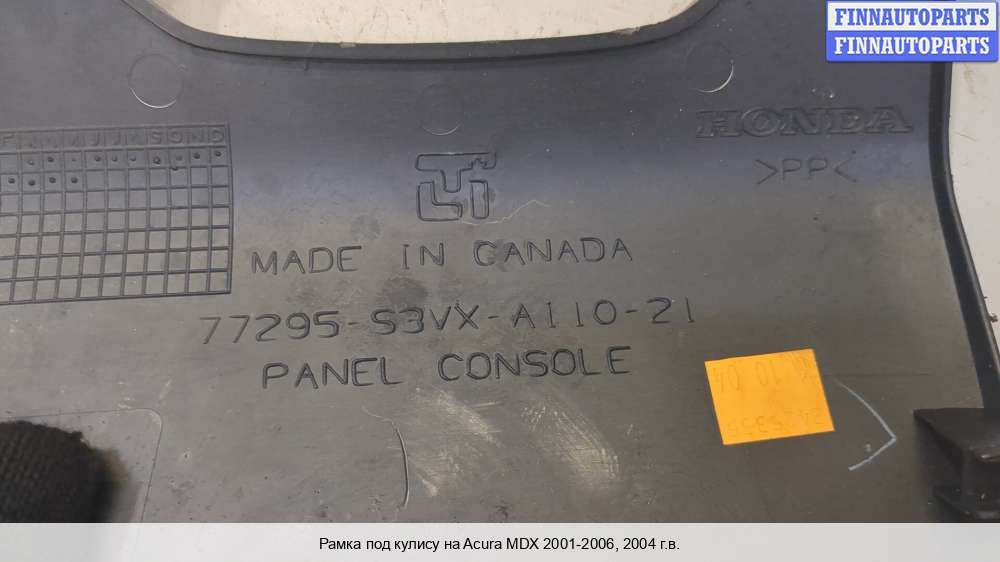 FINNAUTOPARTS
FINNAUTOPARTS
HONDA
>PP<
MADE IN CANADA
77295-S3VX-A110-21
PANEL CONSOLE
Рамка под кулису на Acura MDX 2001-2006, 2004 г.в.